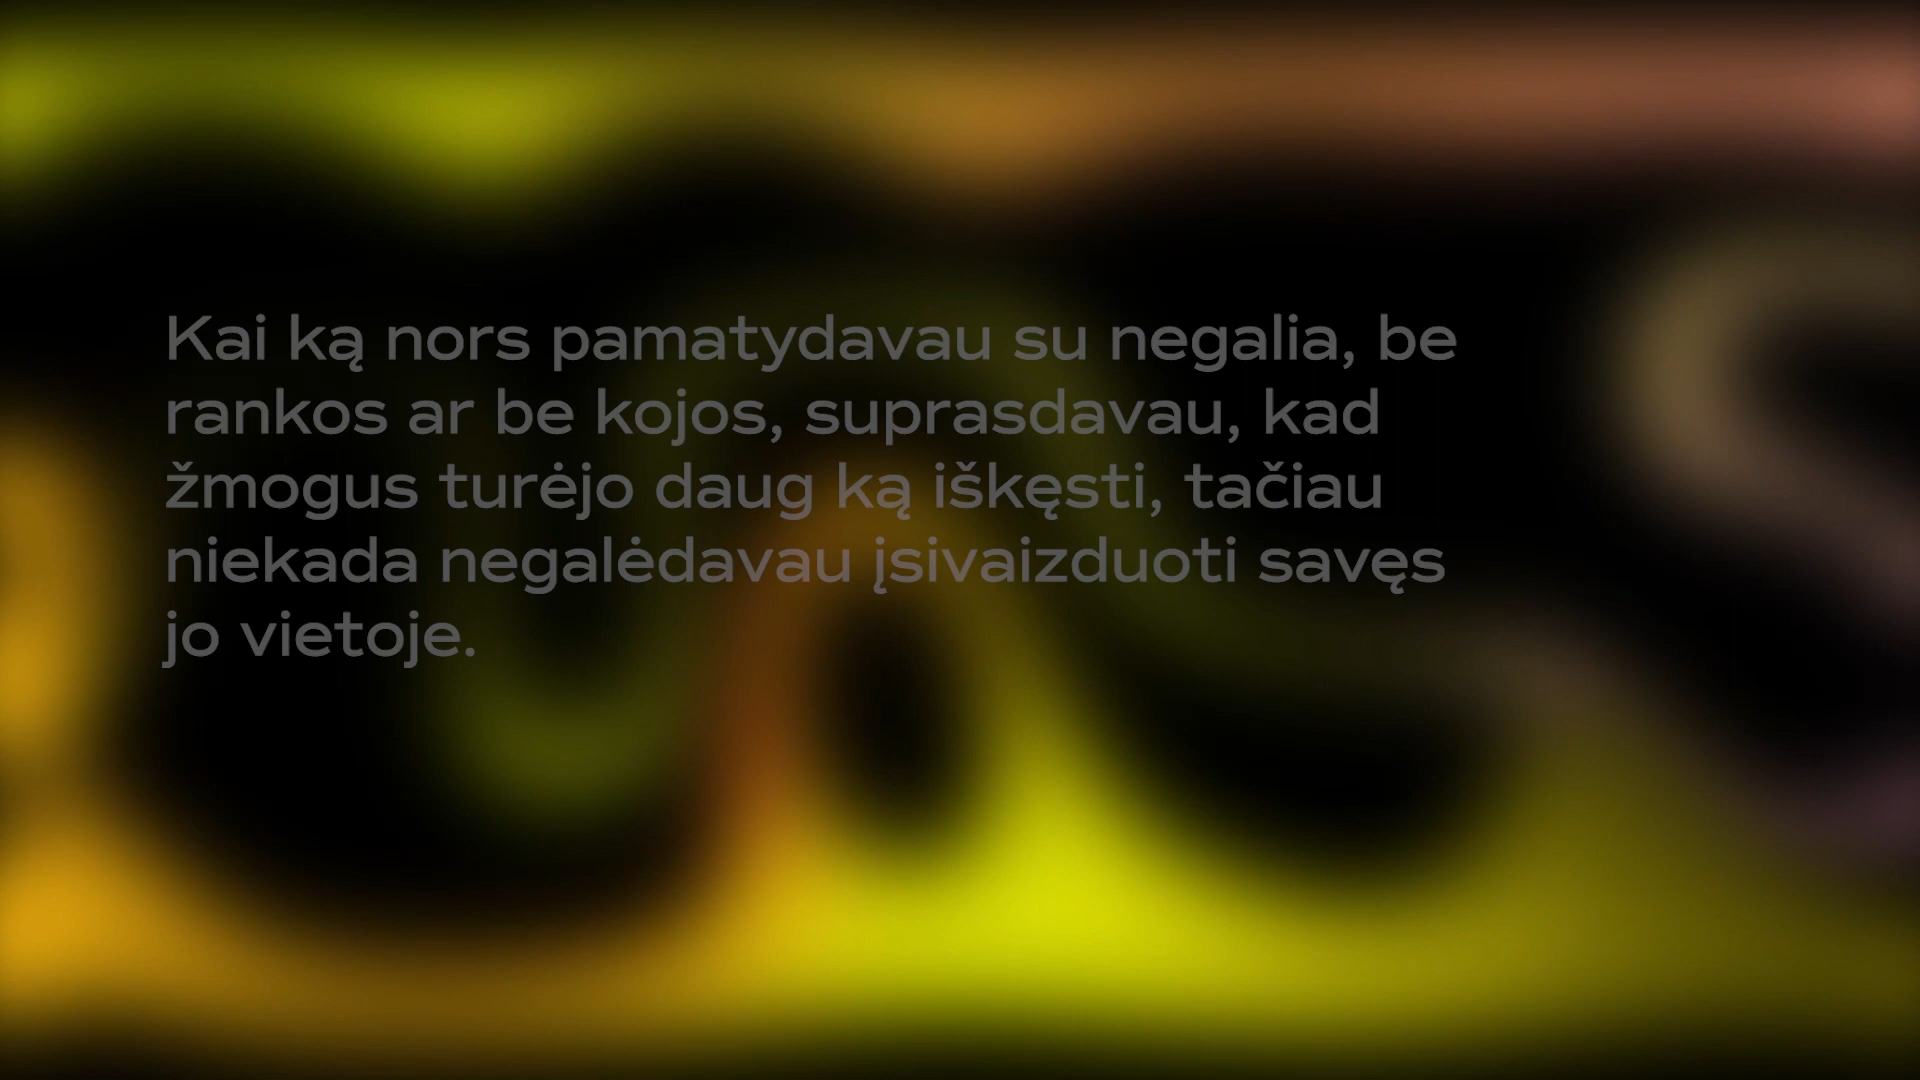 Kai ką nors pamatydavau su negalia, be
rankos ar be kojos, suprasdavau, kad
žmogus turėjo daug ką iškęsti, tačiau
niekada negalėdavau įsivaizduoti savęs
jo vietoje.